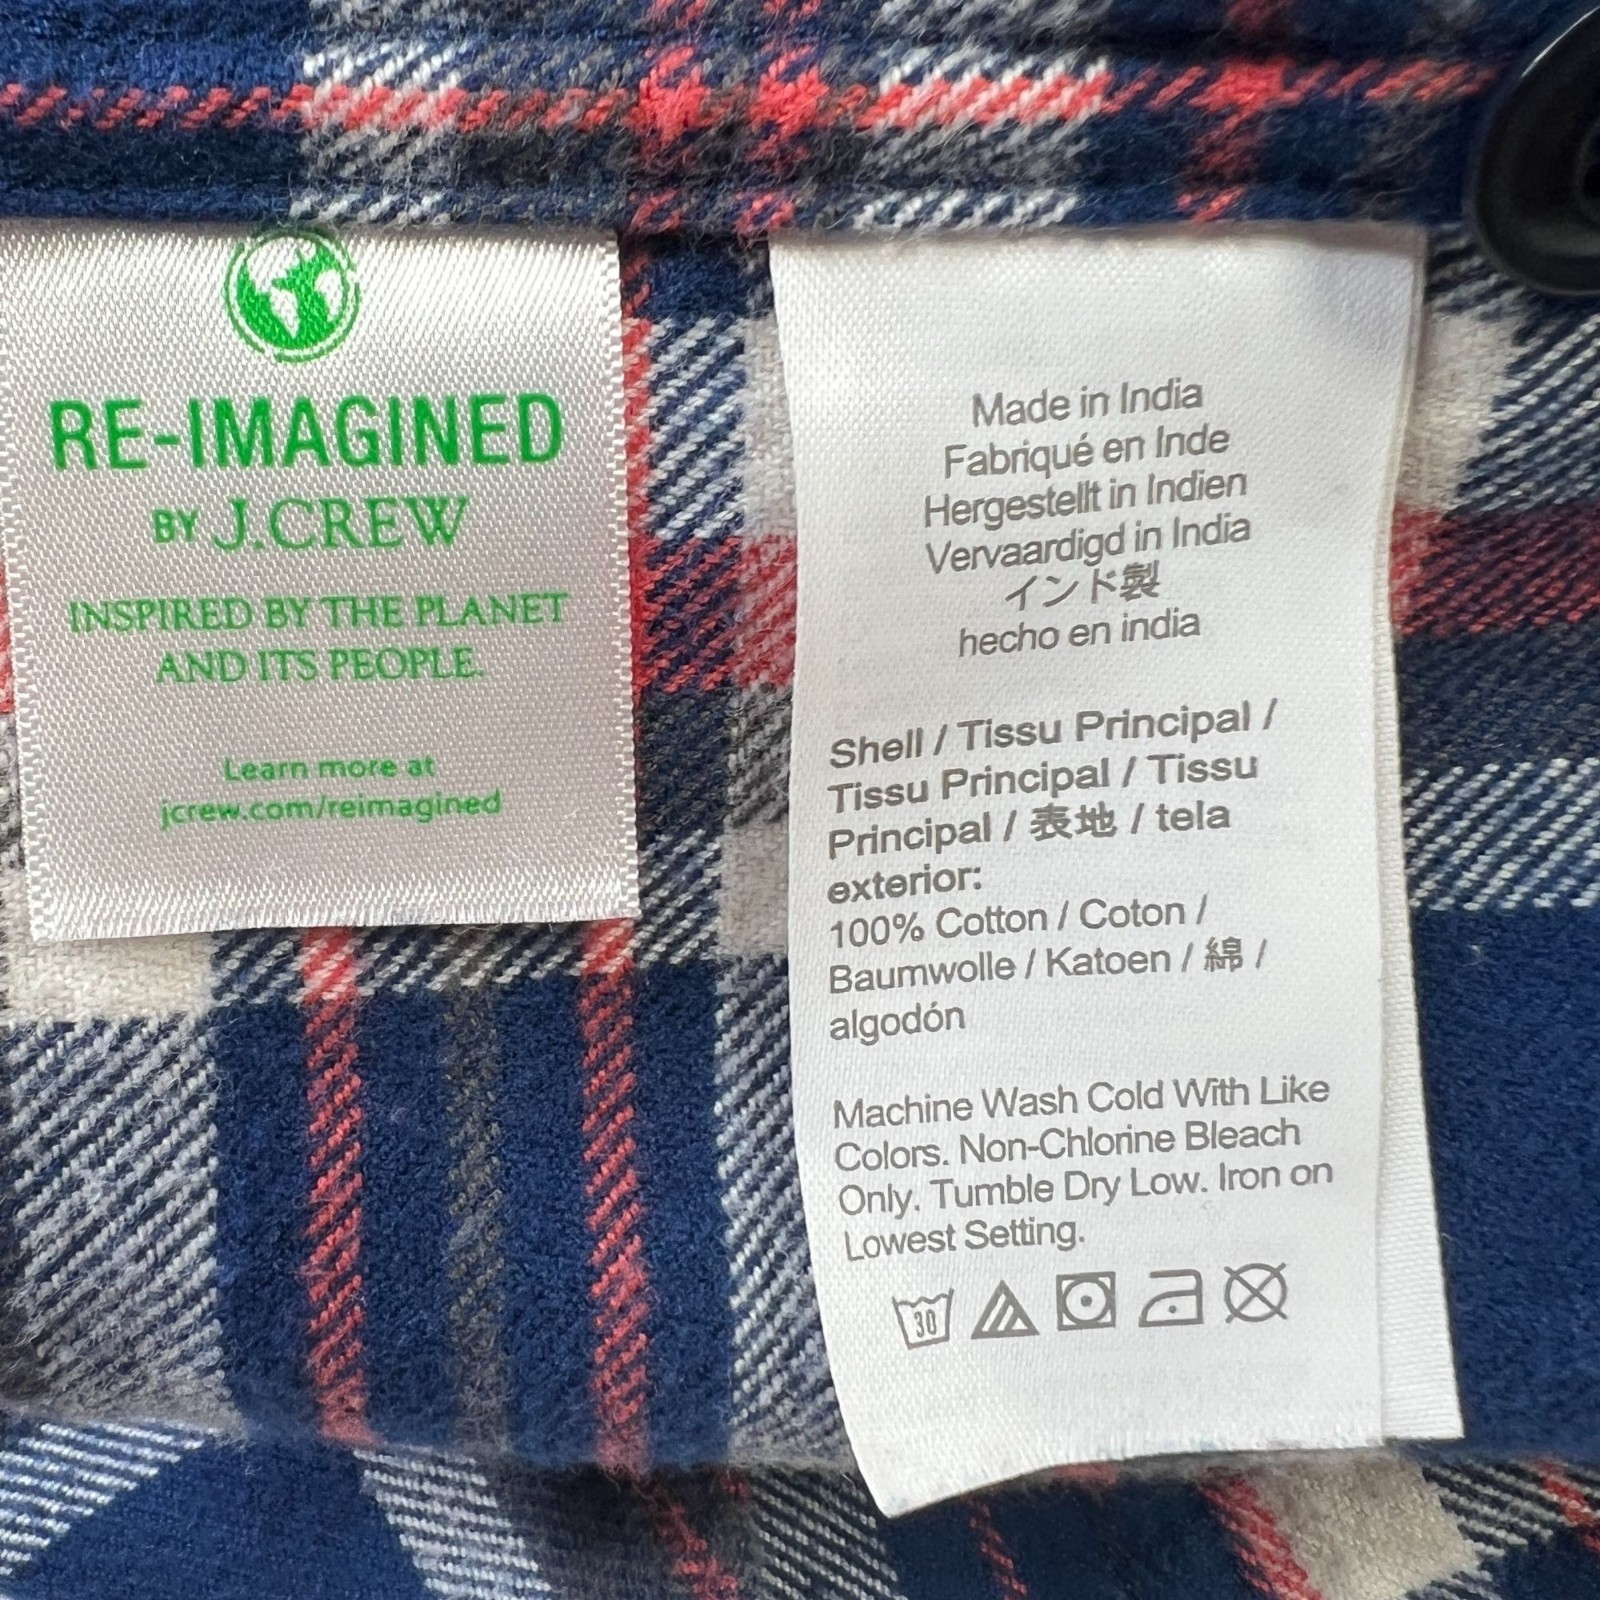 RE-IMAGINED
BY J.CREW
INSPIRED BY THE PLANET
AND ITS PEOPLE.
Learn more at
jcrew.com/reimagined
Made in India
Fabriqué en Inde
Hergestellt in Indien
Vervaardigd in India
インド製
hecho en india
Shell / Tissu Principal /
Tissu Principal / Tissu
Principal / 表地 / tela
exterior:
100% Cotton / Coton /
Baumwolle / Katoen / 綿 /
algodón
Machine Wash Cold With Like
Colors. Non-Chlorine Bleach
Only. Tumble Dry Low. Iron on
Lowest Setting.
30